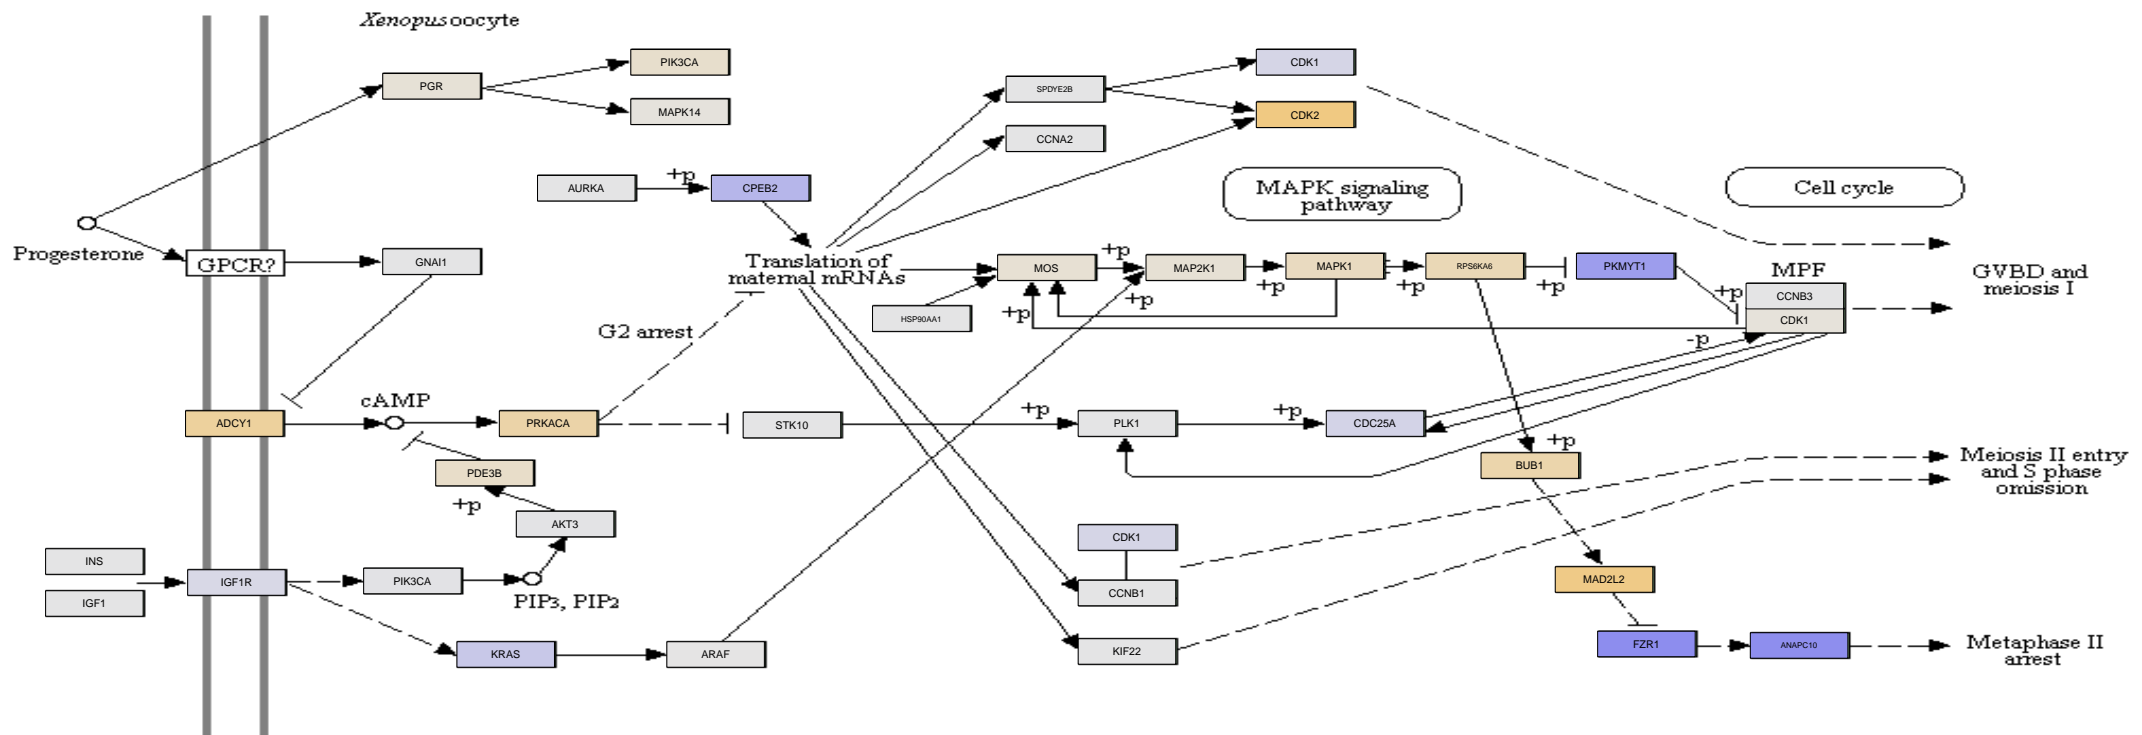 Xenopus oocyte
PIK3CA
CDK1
PGR
SPDYE2B
MAPK14
CDK2
CCNA2
AURKA
+p
CPEB2
MAPK signaling
pathway
Cell cycle
Progesterone
GPCR?
GNAI1
Translation of
maternal mRNAs
MOS
+p
MAP2K1
+p
MAPK1
+p
RPS6KA6
+p
PKMYT1
+p
MPF
CCNB3
CDK1
GVBD and
meiosis I
HSP90AA1
+p
+p
G2 arrest
-p
cAMP
ADCY1
PRKACA
STK10
+p
PLK1
+p
CDC25A
+p
BUB1
PDE3B
+p
AKT3
Meiosis II entry
and S phase
omission
CDK1
INS
IGF1R
PIK3CA
PIP3, PIP2
IGF1
CCNB1
MAD2L2
KRAS
ARAF
KIF22
FZR1
ANAPC10
Metaphase II
arrest